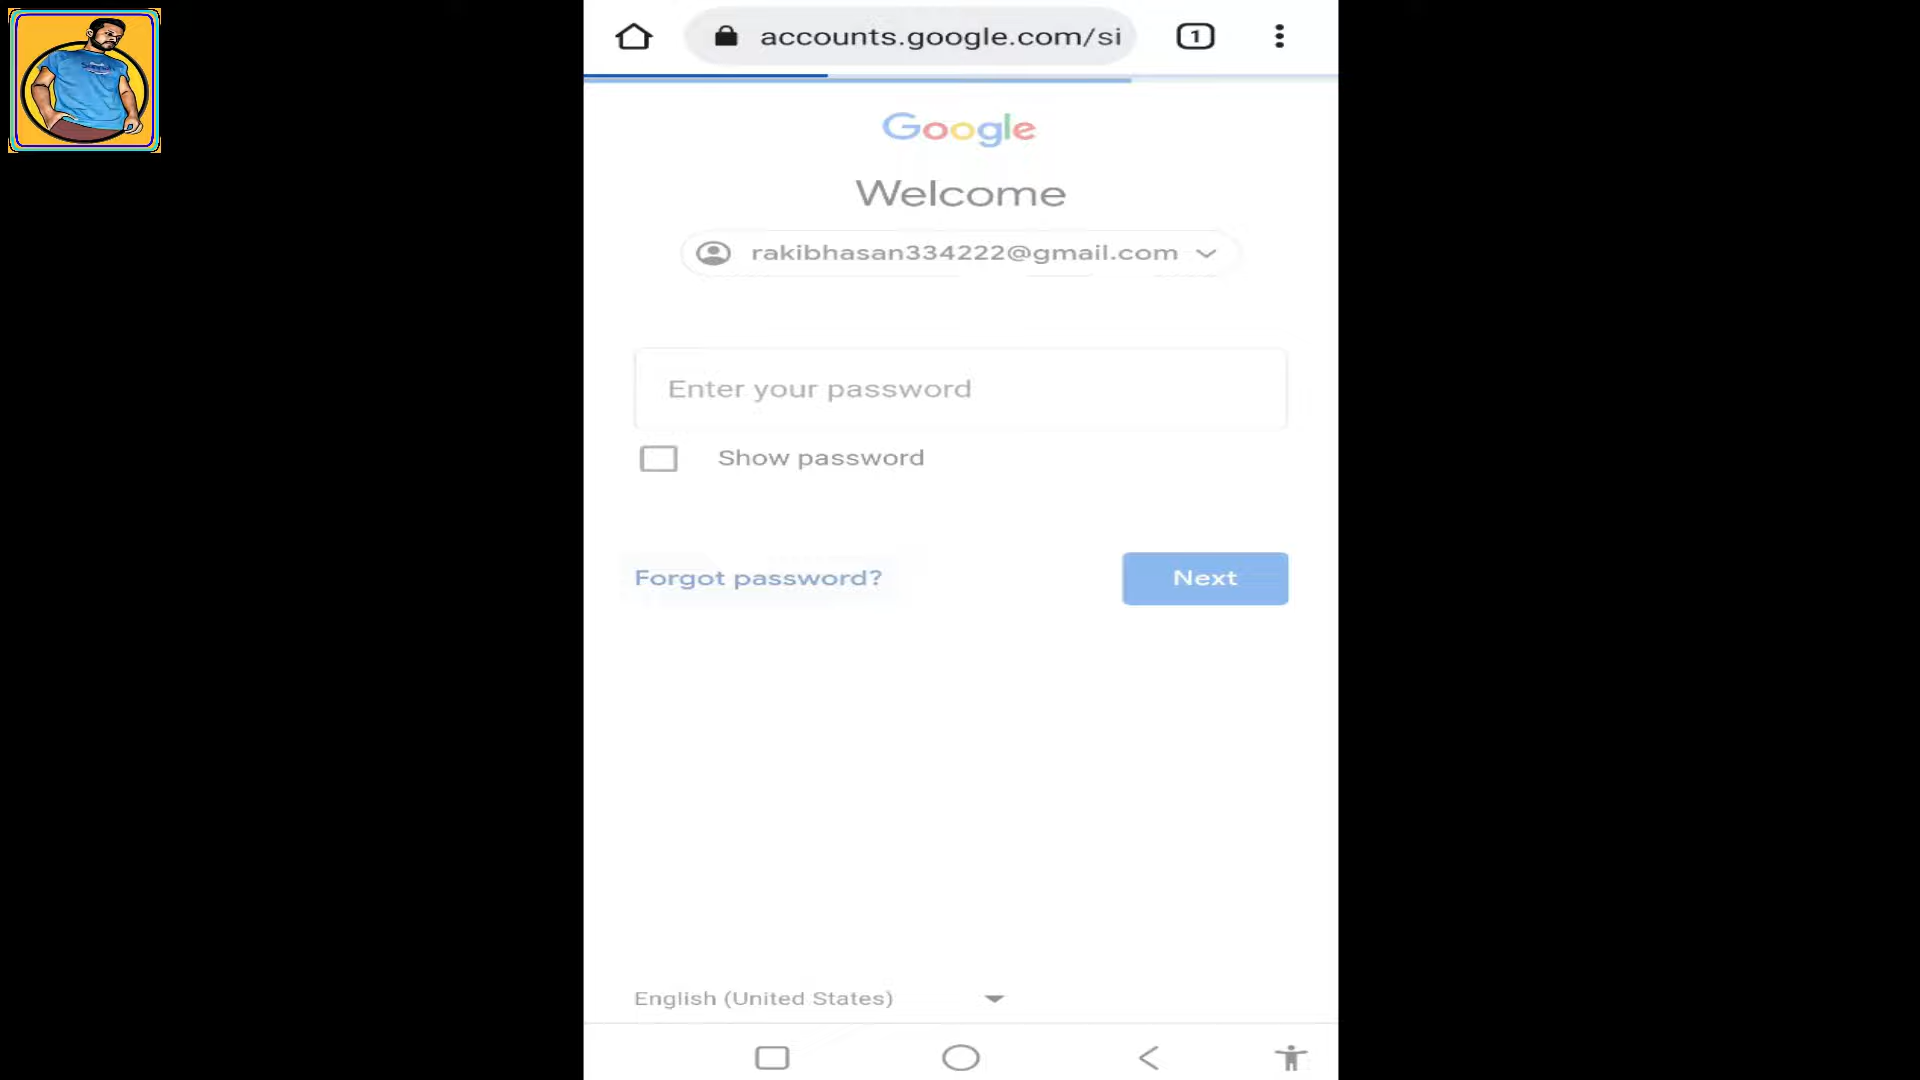 1
accounts.google.com/si
Google
Welcome
rakibhasan334222@gmail.com
Enter your password
Show password
Forgot password?
Next
English (United States)